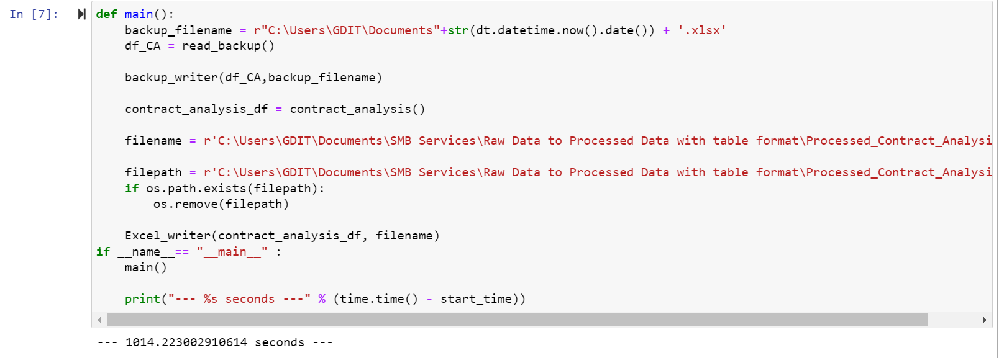 In [7]:
def main():
    backup_filename = r"C:\Users\GDIT\Documents"+str(dt.datetime.now().date()) + '.xlsx'
    df_CA = read_backup()
    backup_writer(df_CA,backup_filename)
    contract_analysis_df = contract_analysis()
    filename = r'C:\Users\GDIT\Documents\SMB Services\Raw Data to Processed Data with table format\Processed_Contract_Analysi
    filepath = r'C:\Users\GDIT\Documents\SMB Services\Raw Data to Processed Data with table format\Processed_Contract_Analysi
    if os.path.exists(filepath):
        os.remove(filepath)
    Excel_writer(contract_analysis_df, filename)
if __name__== "__main__" :
    main()
    print("--- %s seconds ---" % (time.time() - start_time))
--- 1014.223002910614 seconds ---